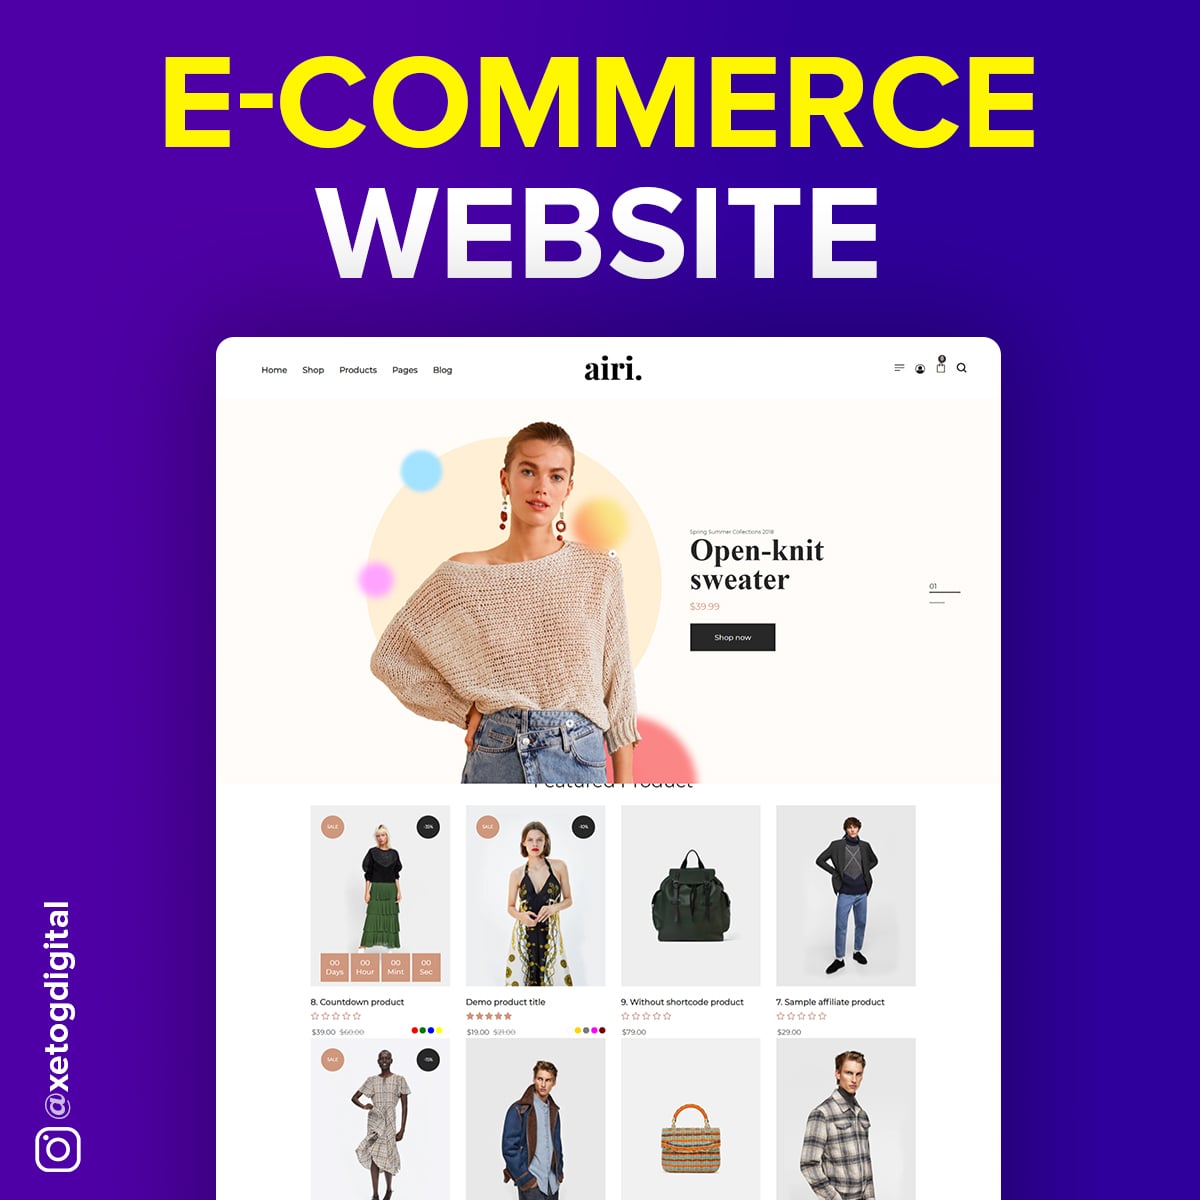 E-COMMERCE
WEBSITE
Home Shop Products Pages Blog
airi.
0
Spring Summer Collections 2018
Open-knit
sweater
$39.99
Shop now
01
Featured Product
SALE -35%
SALE -10%
00 00 00 00
Days Hour Mint Sec
8. Countdown product
$39.00 $60.00
Demo product title
$19.00 $21.00
9. Without shortcode product
$79.00
7. Sample affiliate product
$29.00
SALE -15%
@xetogdigital